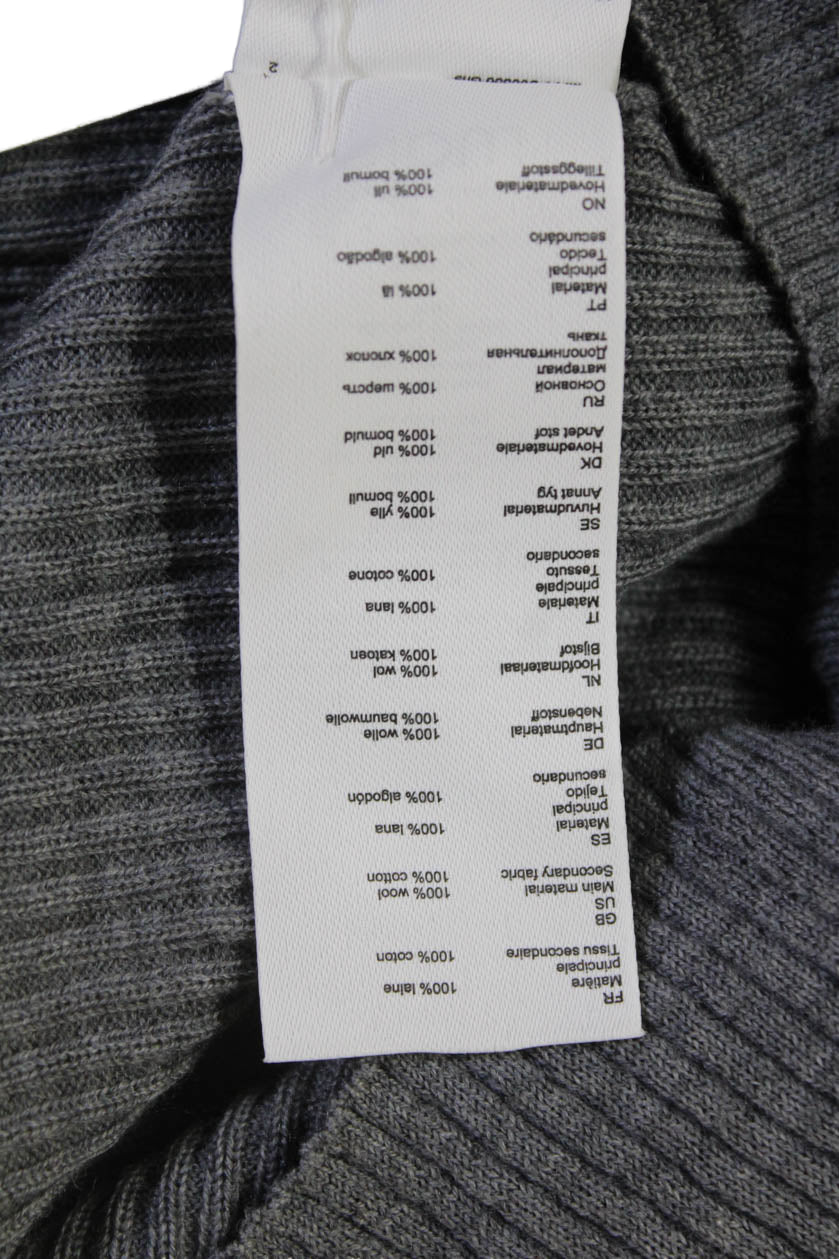 FR
Matière
principale 100% laine
Tissu secondaire 100% coton
GB
US
Main material 100% wool
Secondary fabric 100% cotton
ES
Material
principal 100% lana
Tejido
secundario 100% algodón
DE
Hauptmaterial 100% wolle
Nebenstoff 100% baumwolle
NL
Hoofdmateriaal 100% wol
Bijstof 100% katoen
IT
Materiale
principale 100% lana
Tessuto
secondario 100% cotone
SE
Huvudmaterial 100% ylle
Annat tyg 100% bomull
DK
Hovedmateriale 100% uld
Andet stof 100% bomuld
RU
Основной
материал 100% шерсть
Дополнительная
ткань 100% хлопок
PT
Material
principal 100% lã
Tecido
secundário 100% algodão
NO
Hovedmateriale 100% ull
Tilleggsstoff 100% bomull